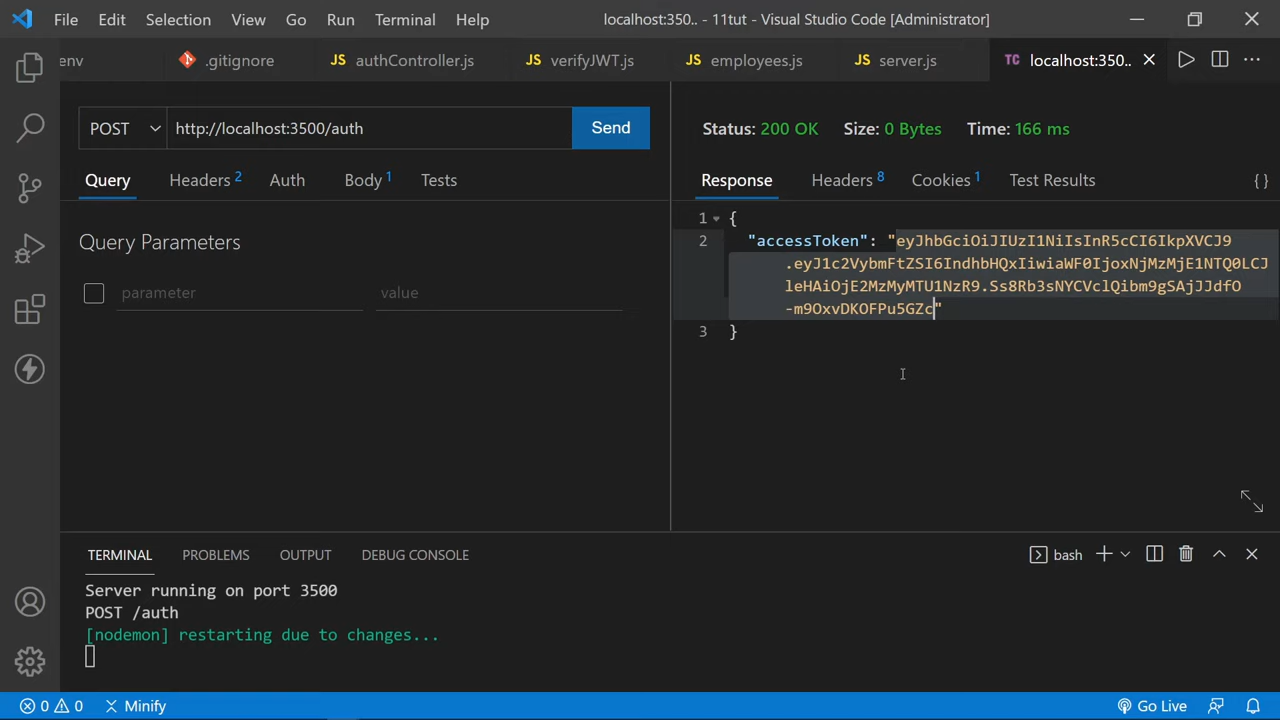 File Edit Selection View Go Run Terminal Help localhost:350.. - 11tut - Visual Studio Code [Administrator]
env .gitignore JS authController.js JS verifyJWT.js JS employees.js JS server.js TC localhost:350..
POST http://localhost:3500/auth Send
Status: 200 OK Size: 0 Bytes Time: 166 ms
Query Headers 2 Auth Body 1 Tests
Response Headers 8 Cookies 1 Test Results {}
Query Parameters
parameter value
1 {
2 "accessToken": "eyJhbGciOiJIUzI1NiIsInR5cCI6IkpXVCJ9
.eyJ1c2VybmFtZSI6IndhbHQxIiwiaWF0IjoxNjMzMjE1NTQ0LCJ
leHAiOjE2MzMyMTU1NzR9.Ss8Rb3sNYCVclQibm9gSAjJJdfO
-m9OxvDKOFPu5GZc"
3 }
TERMINAL PROBLEMS OUTPUT DEBUG CONSOLE bash
Server running on port 3500
POST /auth
[nodemon] restarting due to changes...
0 0 Minify Go Live